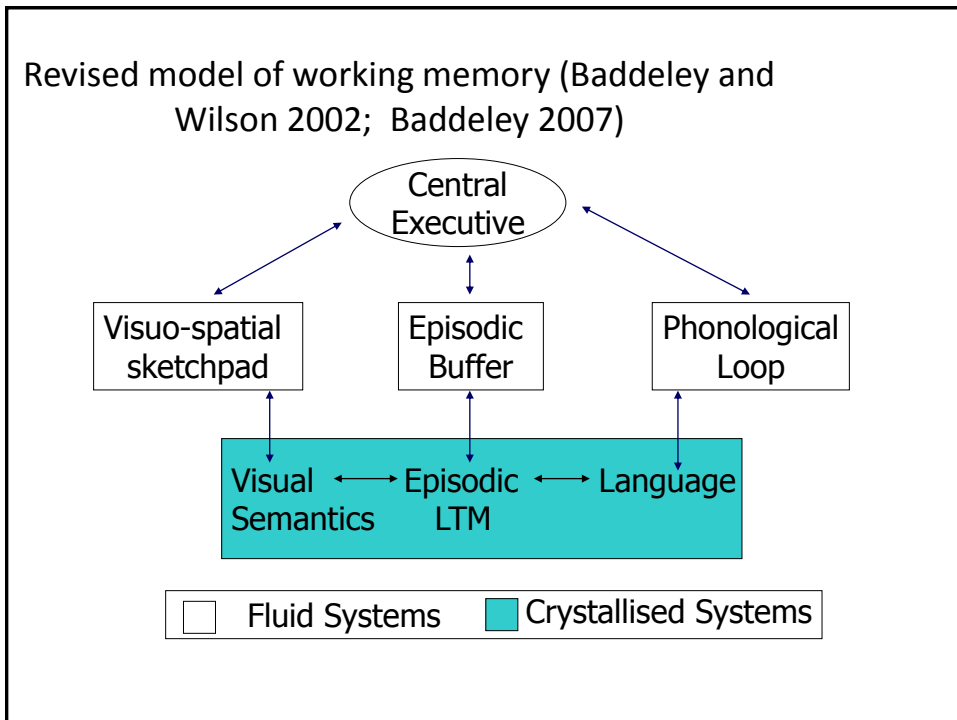 Revised model of working memory (Baddeley and
Wilson 2002;  Baddeley 2007)
Central
Executive
Visuo-spatial
sketchpad
Episodic
Buffer
Phonological
Loop
Visual
Semantics
Episodic
LTM
Language
Fluid Systems
Crystallised Systems